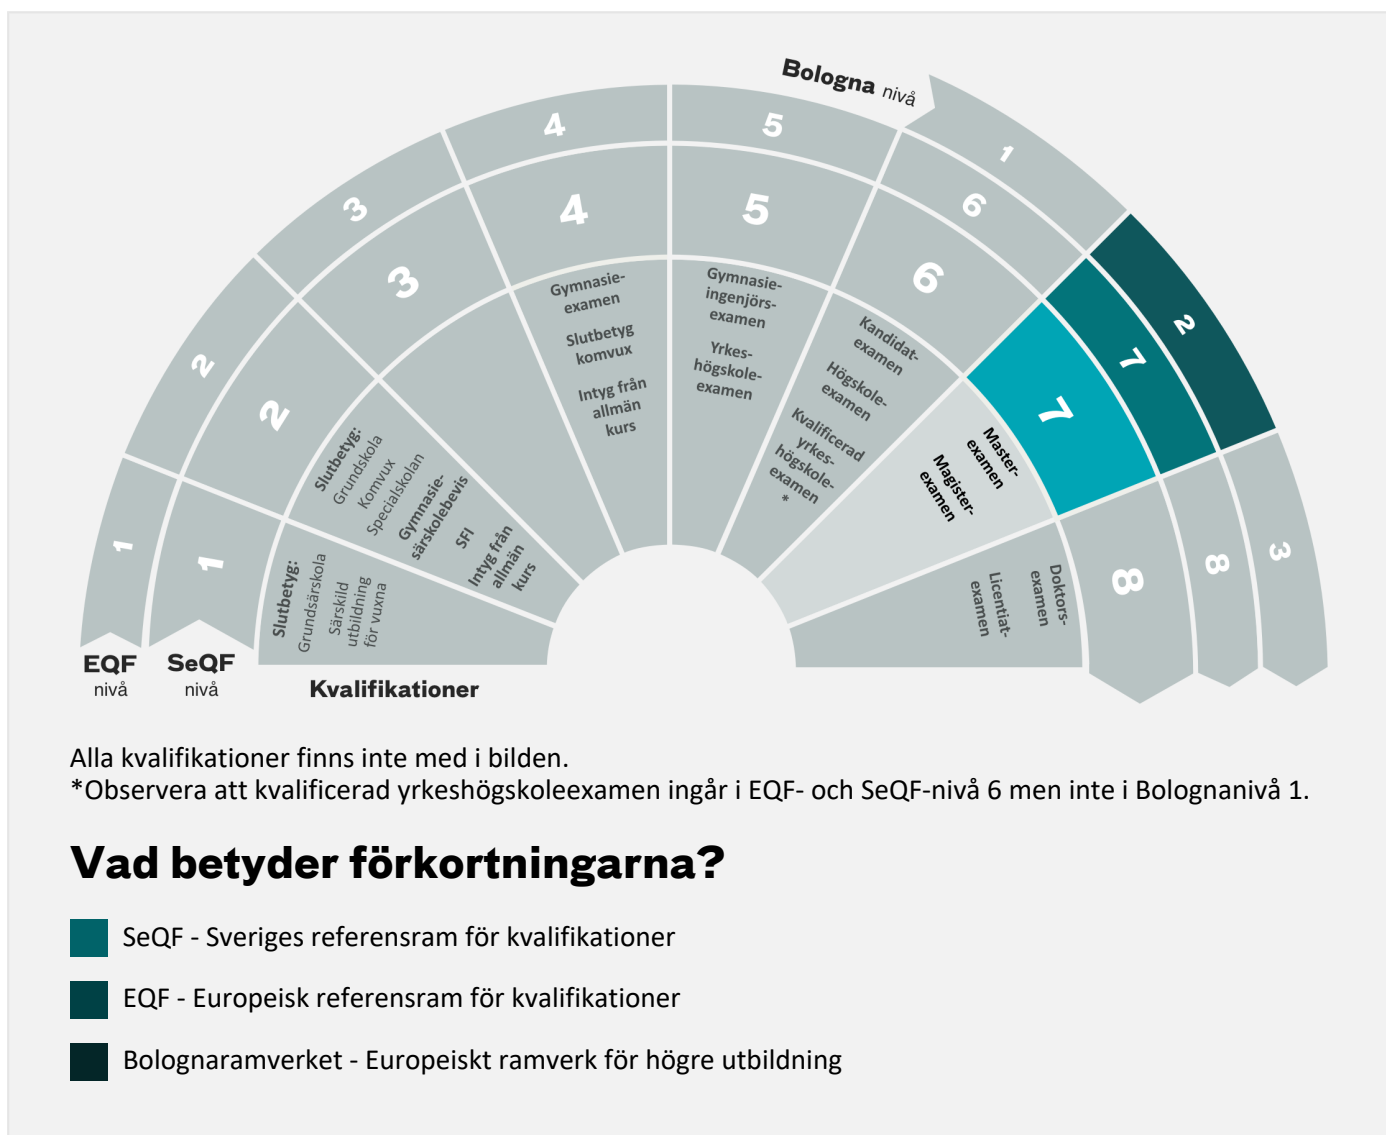 Bologna nivå
1
2
3
1
2
3
4
5
6
7
8
1
2
3
4
5
6
7
8
Slutbetyg:
Grundsärskola
Särskild
utbildning
för vuxna
Slutbetyg:
Grundskola
Komvux
Specialskolan
Gymnasie-
särskolebevis
SFI
Intyg från
allmän
kurs
Gymnasie-
examen
Slutbetyg
komvux
Intyg från
allmän
kurs
Gymnasie-
ingenjörs-
examen
Yrkes-
högskole-
examen
Kandidat-
examen
Högskole-
examen
Kvalificerad
yrkes-
högskole-
examen
*
Master-
examen
Magister-
examen
Doktors-
examen
Licentiat-
examen
EQF
nivå
SeQF
nivå
Kvalifikationer
Alla kvalifikationer finns inte med i bilden.
*Observera att kvalificerad yrkeshögskoleexamen ingår i EQF- och SeQF-nivå 6 men inte i Bolognanivå 1.
Vad betyder förkortningarna?
SeQF - Sveriges referensram för kvalifikationer
EQF - Europeisk referensram för kvalifikationer
Bolognaramverket - Europeiskt ramverk för högre utbildning